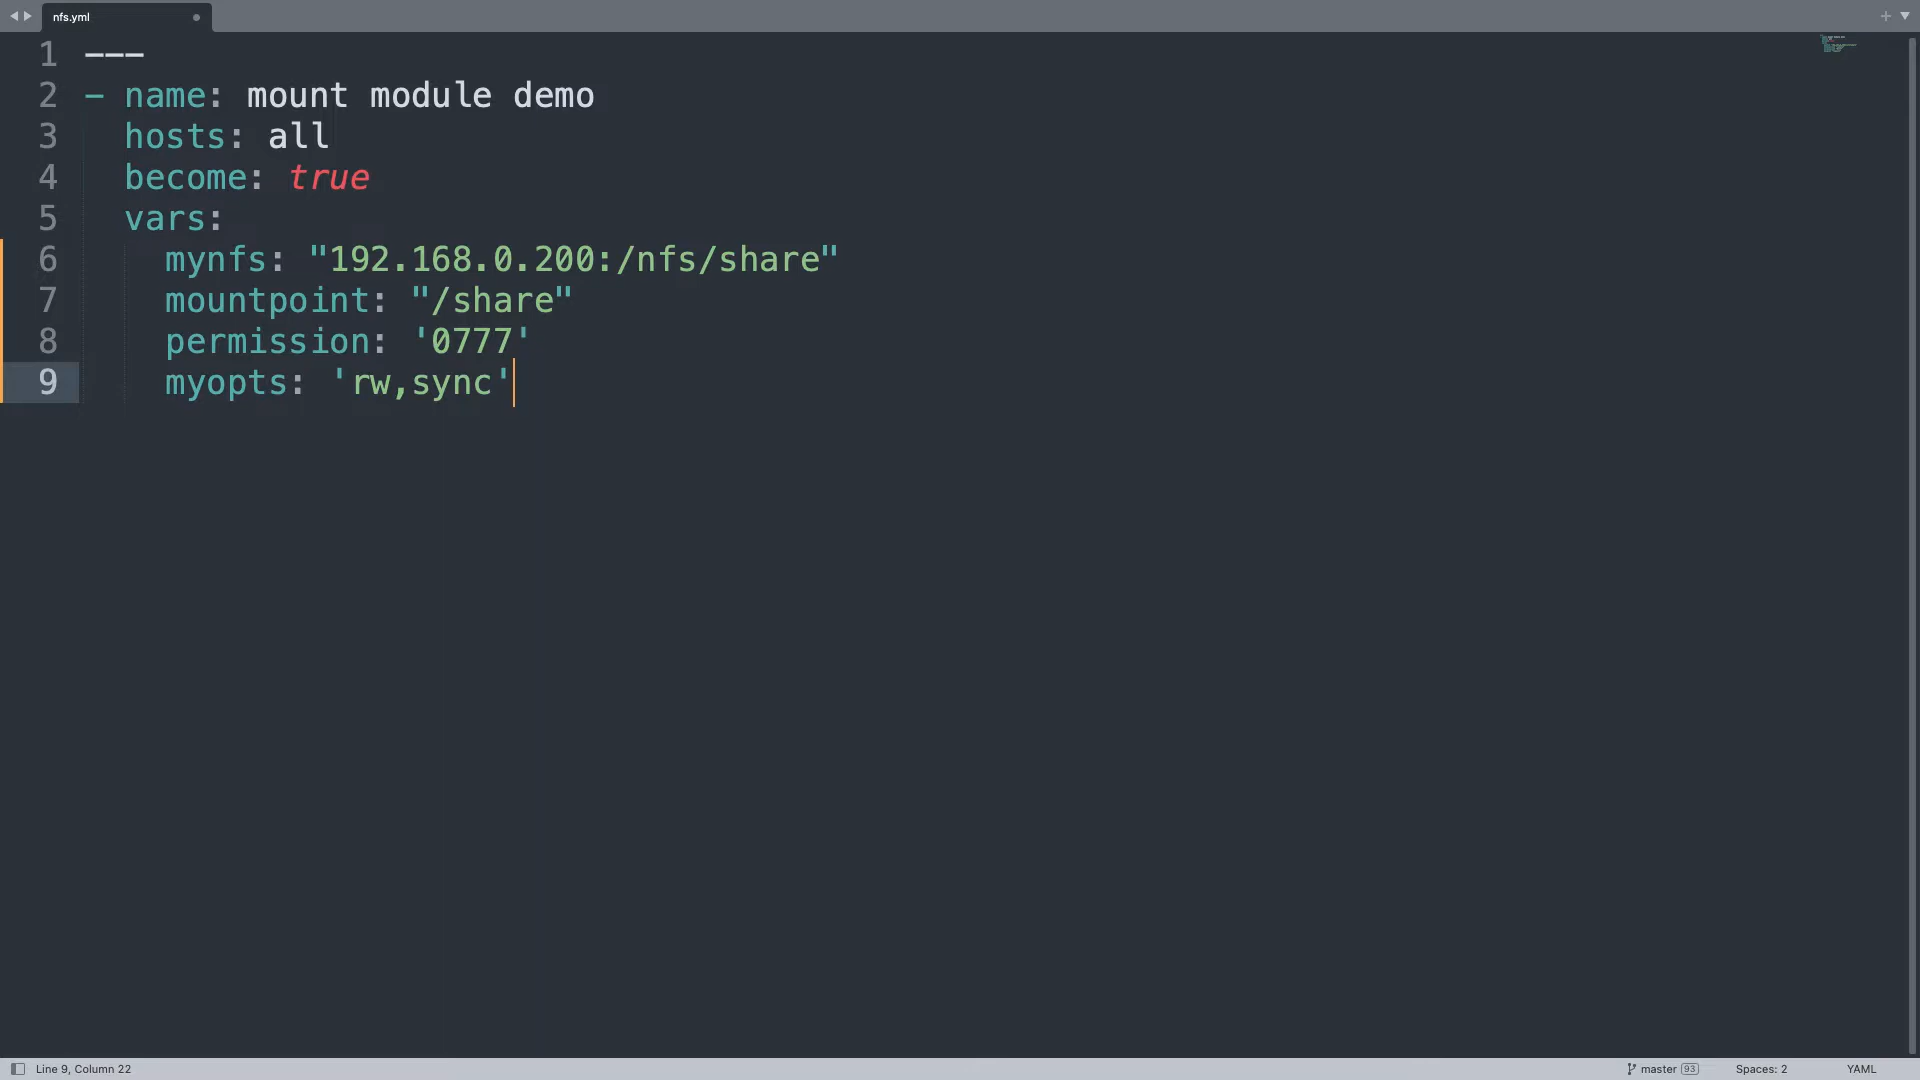 nfs.yml
1 ---
2 - name: mount module demo
3 hosts: all
4 become: true
5 vars:
6 mynfs: "192.168.0.200:/nfs/share"
7 mountpoint: "/share"
8 permission: '0777'
9 myopts: 'rw,sync'
Line 9, Column 22 master 93 Spaces: 2 YAML